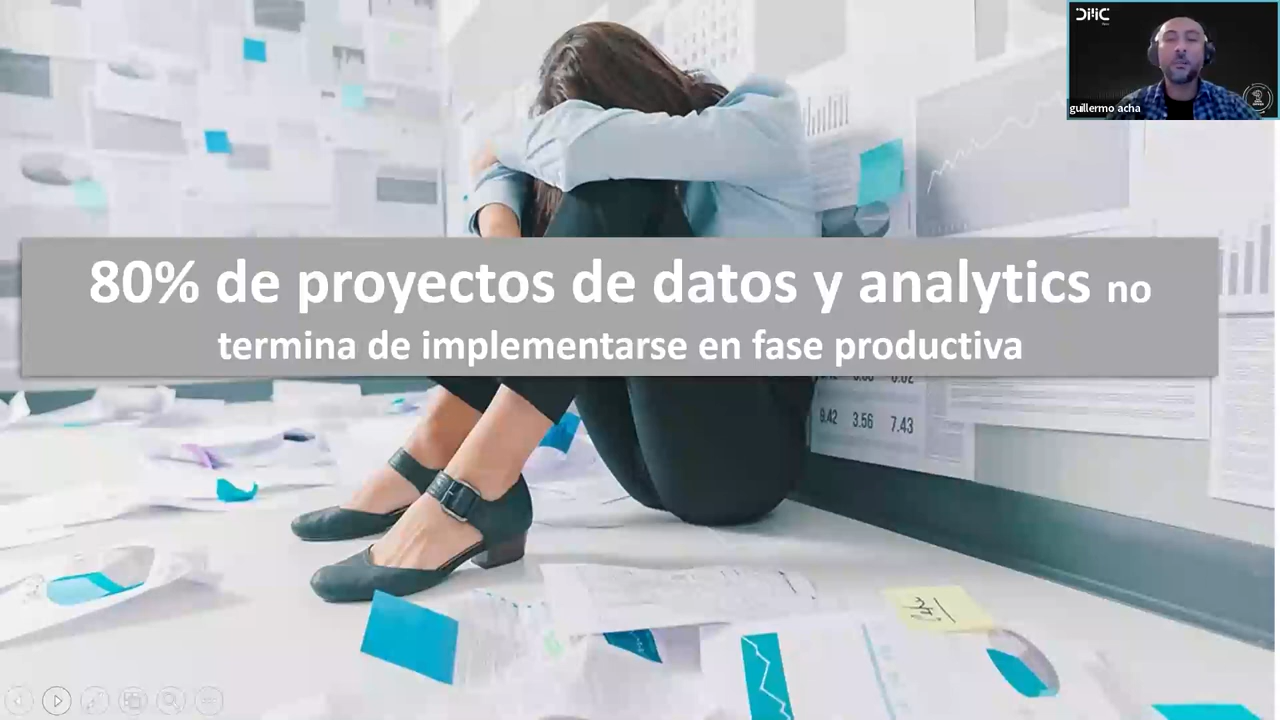 DMC
guillermo acha
80% de proyectos de datos y analytics no
termina de implementarse en fase productiva
9.42 3.56 7.43